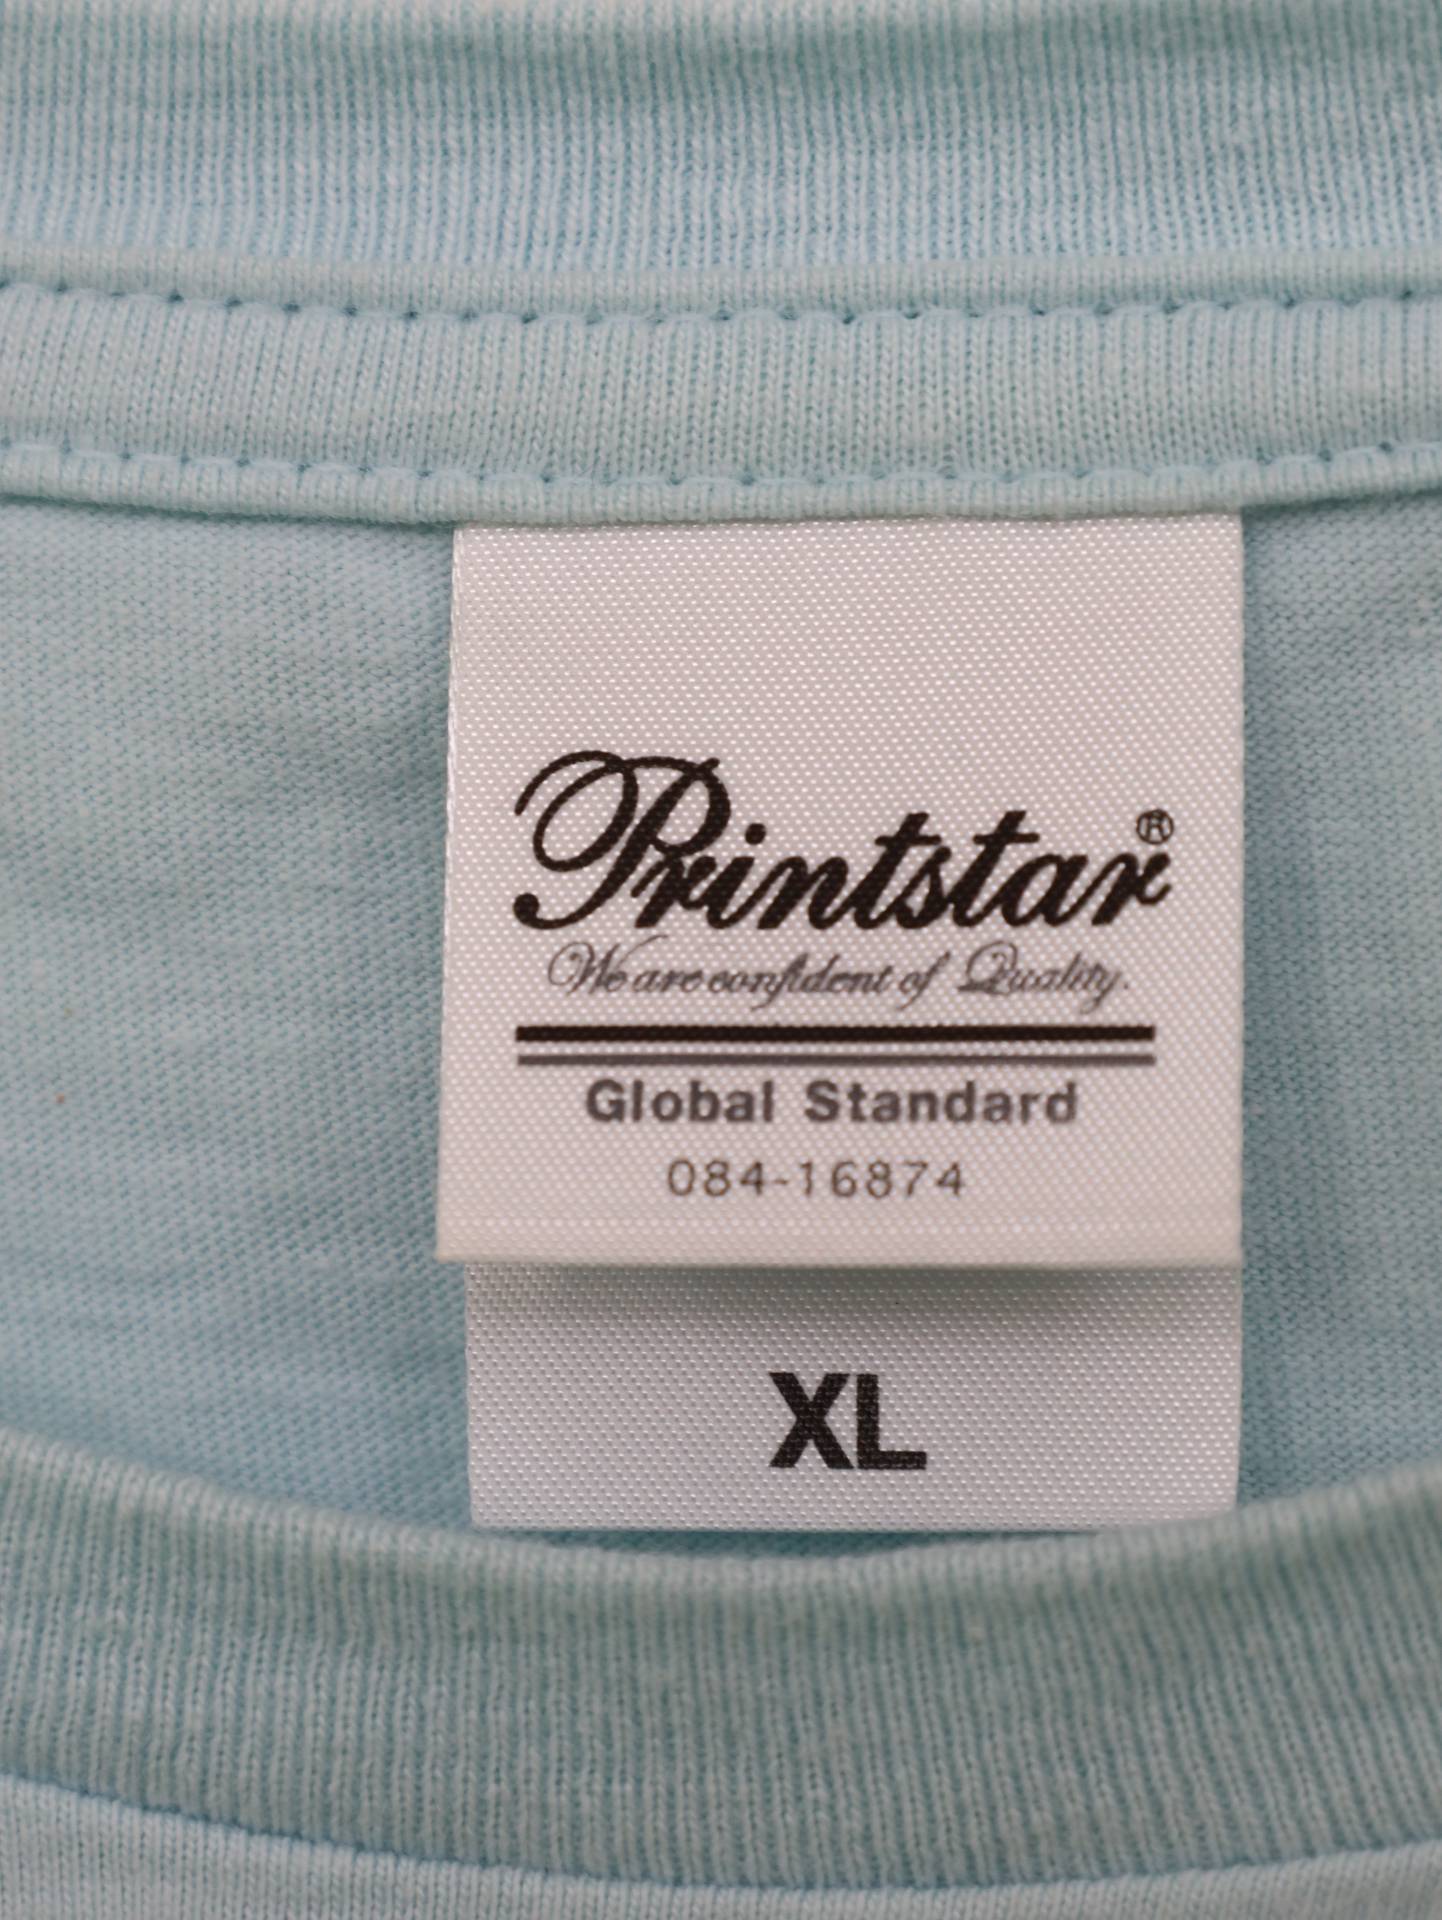 Printstar®
We are confident of Quality.
Global Standard
084-16874
XL